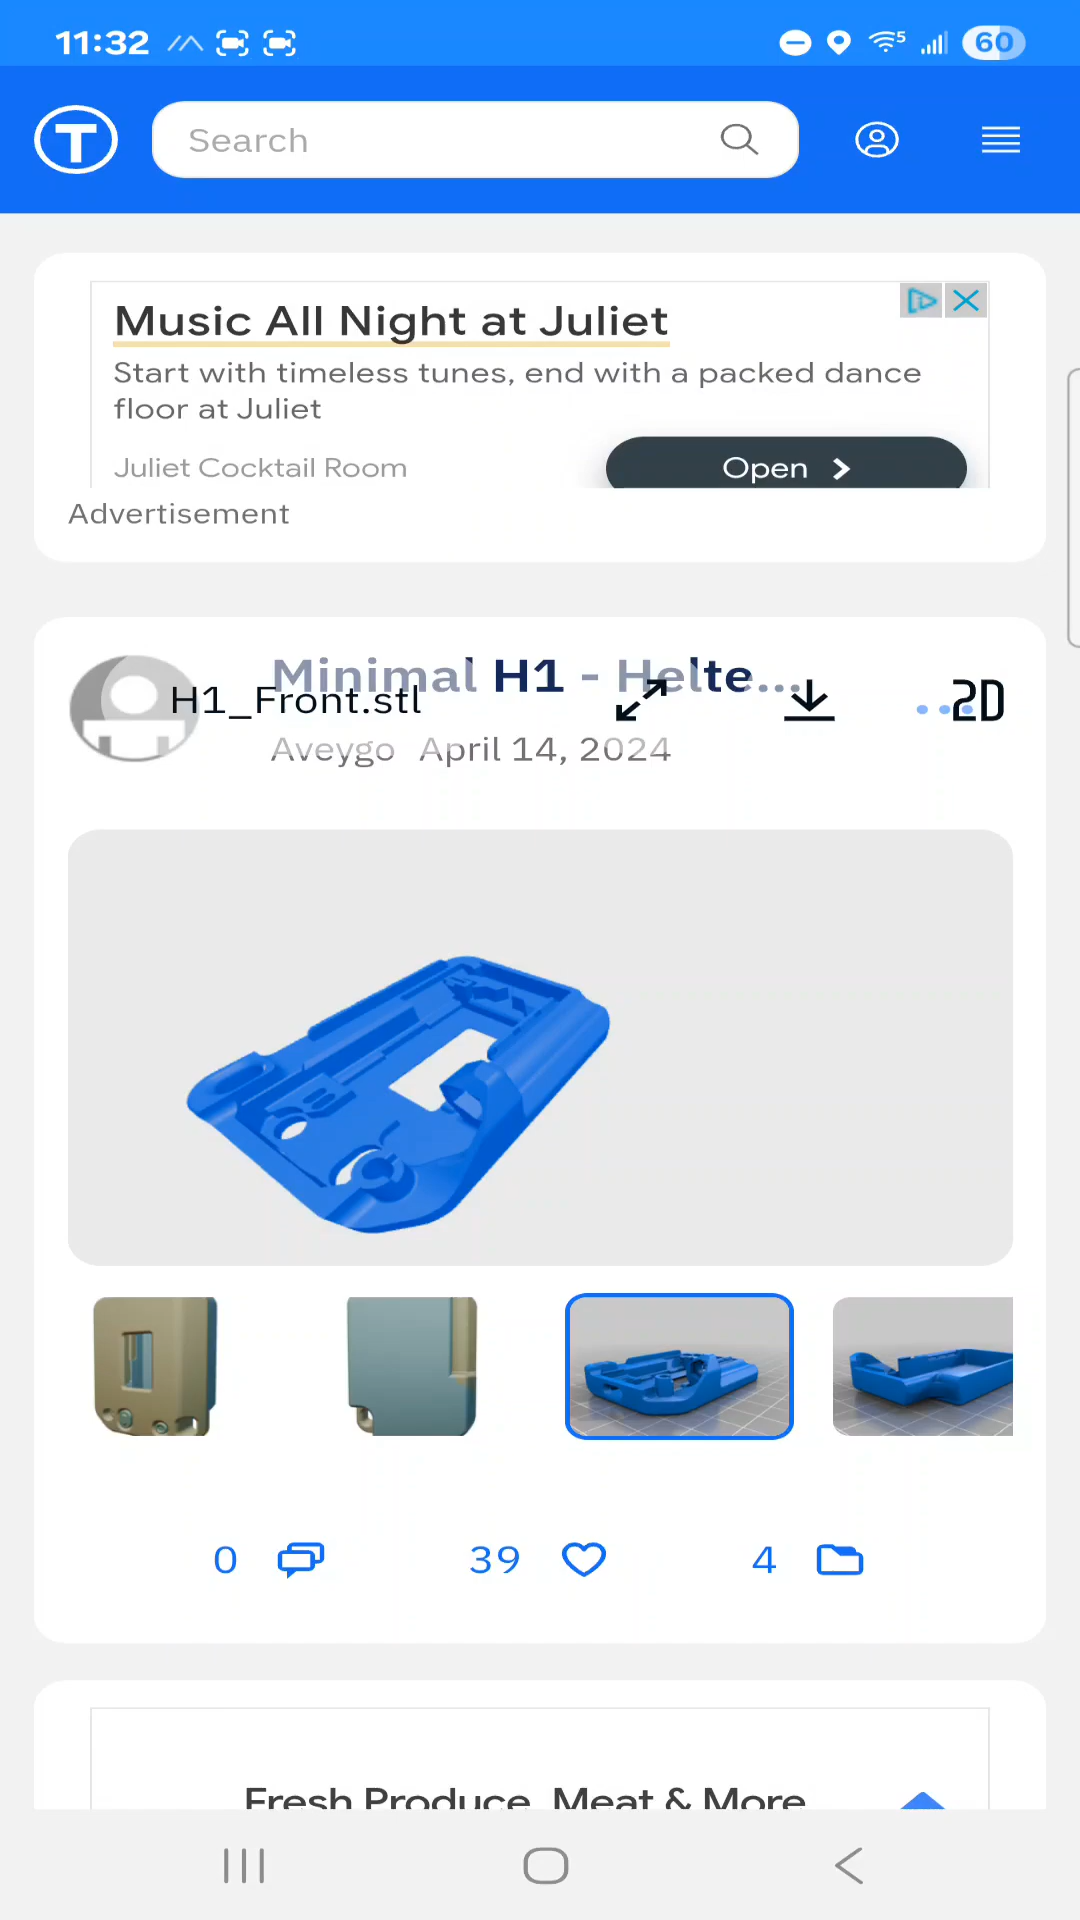 11:32
5
60
T
Search
Music All Night at Juliet
Start with timeless tunes, end with a packed dance
floor at Juliet
Juliet Cocktail Room
Open
Advertisement
Minimal H1 - Helte...
H1_Front.stl
2D
Aveygo April 14, 2024
0
39
4
Fresh Produce, Meat & More